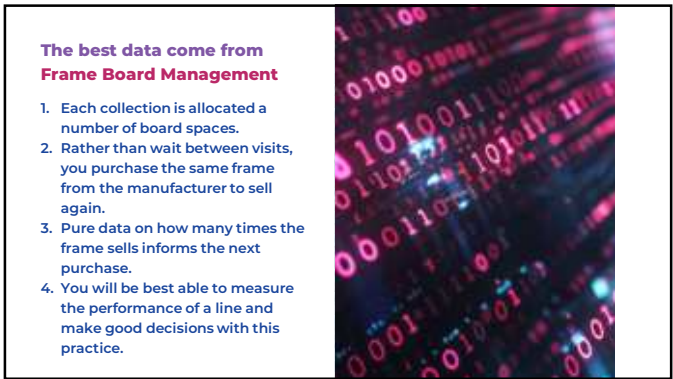 The best data come from
Frame Board Management
1. Each collection is allocated a
number of board spaces.
2. Rather than wait between visits,
you purchase the same frame
from the manufacturer to sell
again.
3. Pure data on how many times the
frame sells informs the next
purchase.
4. You will be best able to measure
the performance of a line and
make good decisions with this
practice.